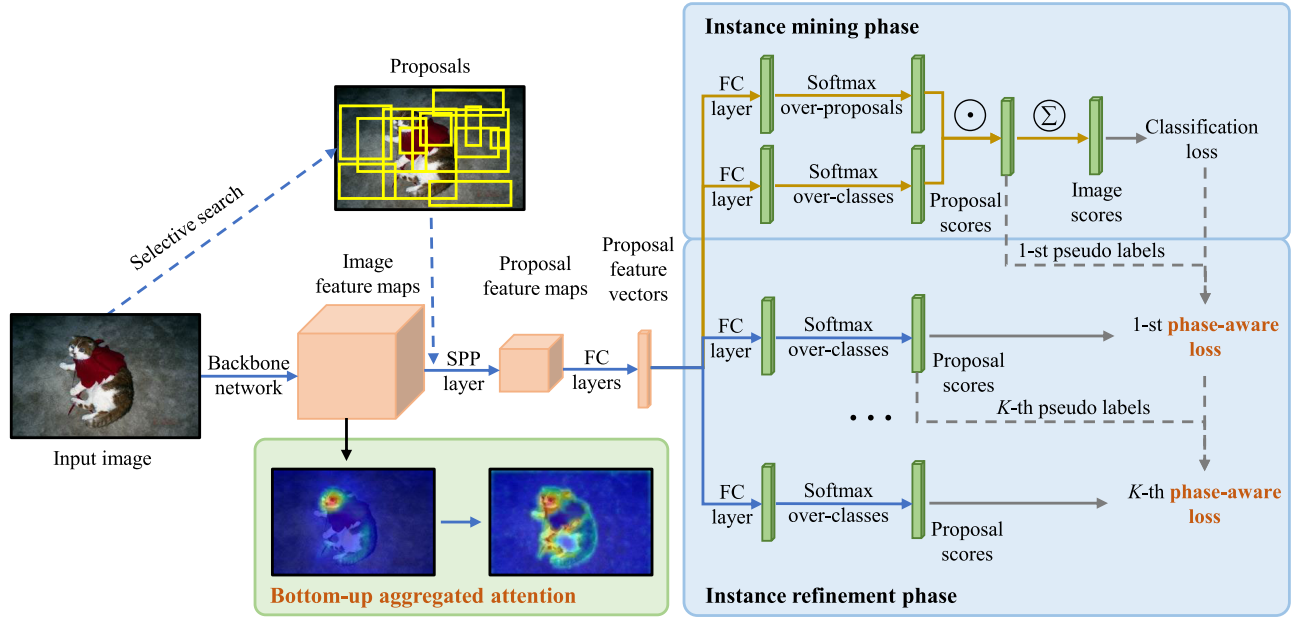 Instance mining phase
Proposals
FC
layer
Softmax
over-proposals
Σ
Classification
loss
FC
layer
Softmax
over-classes
Proposal
scores
Image
scores
Selective search
1-st pseudo labels
Image
feature maps
Proposal
feature maps
Proposal
feature
vectors
FC
layer
Softmax
over-classes
Proposal
scores
1-st phase-aware
loss
Backbone
network
SPP
layer
FC
layers
K-th pseudo labels
...
Input image
FC
layer
Softmax
over-classes
Proposal
scores
K-th phase-aware
loss
Bottom-up aggregated attention
Instance refinement phase